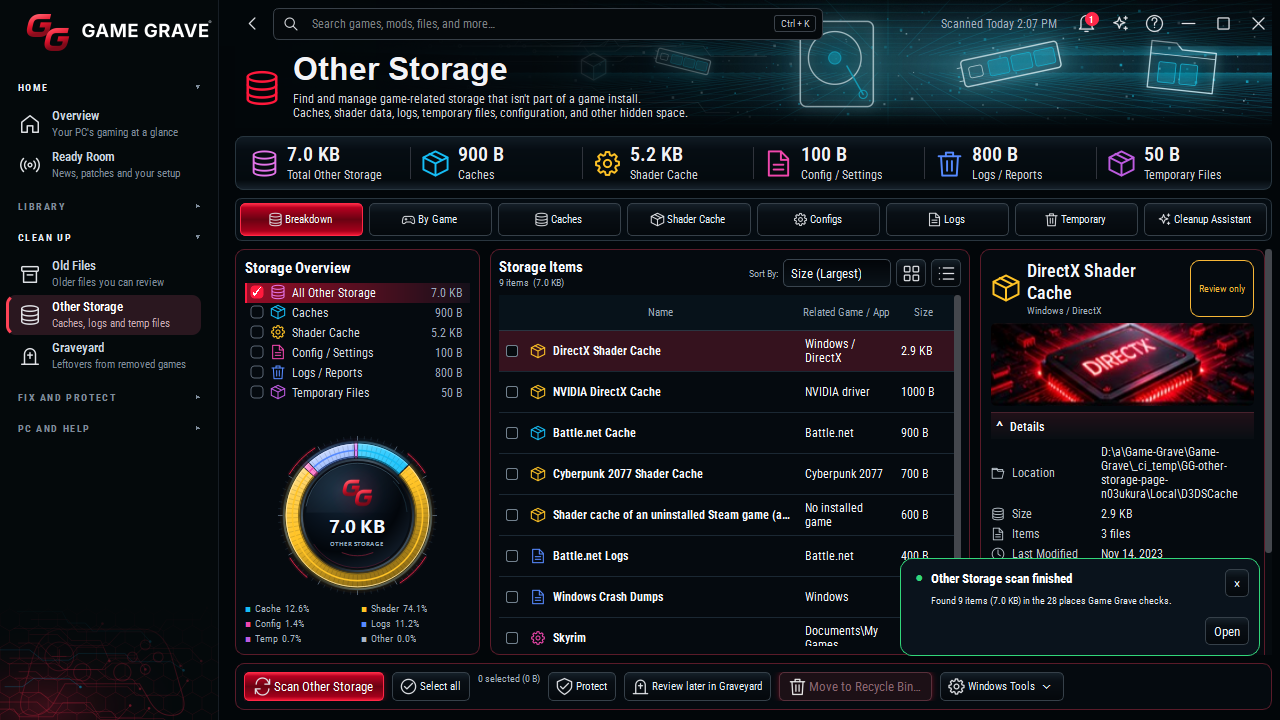 GG GAME GRAVE
Search games, mods, files, and more...
Ctrl + K
Scanned Today 2:07 PM
1
HOME
Overview
Your PC's gaming at a glance
Ready Room
News, patches and your setup
LIBRARY
CLEAN UP
Old Files
Older files you can review
Other Storage
Caches, logs and temp files
Graveyard
Leftovers from removed games
FIX AND PROTECT
PC AND HELP
Other Storage
Find and manage game-related storage that isn't part of a game install.
Caches, shader data, logs, temporary files, configuration, and other hidden space.
7.0 KB
Total Other Storage
900 B
Caches
5.2 KB
Shader Cache
100 B
Config / Settings
800 B
Logs / Reports
50 B
Temporary Files
Breakdown
By Game
Caches
Shader Cache
Configs
Logs
Temporary
Cleanup Assistant
Storage Overview
All Other Storage 7.0 KB
Caches 900 B
Shader Cache 5.2 KB
Config / Settings 100 B
Logs / Reports 800 B
Temporary Files 50 B
GG
7.0 KB
OTHER STORAGE
Cache 12.6% Shader 74.1%
Config 1.4% Logs 11.2%
Temp 0.7% Other 0.0%
Storage Items
9 items (7.0 KB)
Sort By: Size (Largest)
Name Related Game / App Size
DirectX Shader Cache Windows / DirectX 2.9 KB
NVIDIA DirectX Cache NVIDIA driver 1000 B
Battle.net Cache Battle.net 900 B
Cyberpunk 2077 Shader Cache Cyberpunk 2077 700 B
Shader cache of an uninstalled Steam game (a... No installed game 600 B
Battle.net Logs Battle.net 400 B
Windows Crash Dumps Windows
Skyrim Documents\My Games
DirectX Shader Cache
Windows / DirectX
Review only
DIRECTX
^ Details
Location D:\a\Game-Grave\Game-
Grave\_ci_temp\GG-other-
storage-page-
n03ukura\Local\D3DSCache
Size 2.9 KB
Items 3 files
Last Modified Nov 14, 2023
Other Storage scan finished
x
Found 9 items (7.0 KB) in the 28 places Game Grave checks.
Open
Scan Other Storage
Select all
0 selected (0 B)
Protect
Review later in Graveyard
Move to Recycle Bin...
Windows Tools